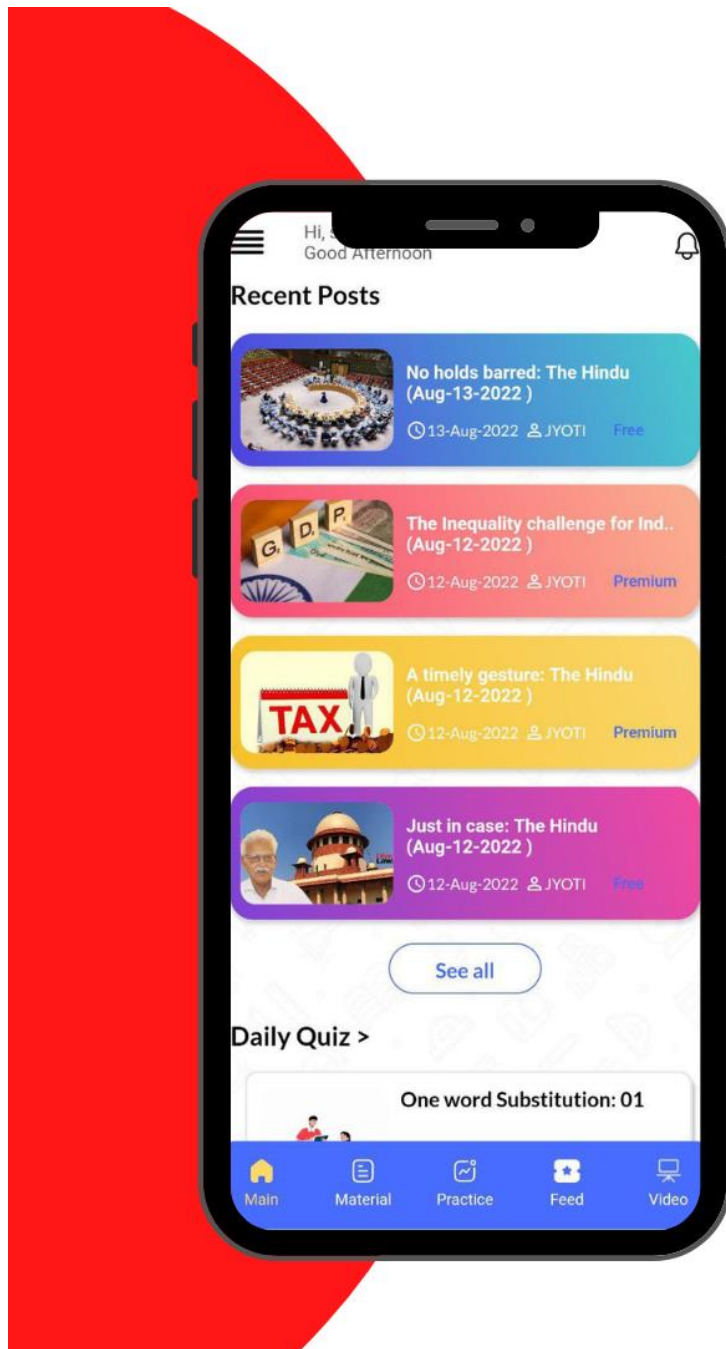 Hi,
Good Afternoon
Recent Posts
No holds barred: The Hindu
(Aug-13-2022 )
13-Aug-2022 JYOTI Free
G D P
The Inequality challenge for Ind..
(Aug-12-2022 )
12-Aug-2022 JYOTI Premium
TAX
A timely gesture: The Hindu
(Aug-12-2022 )
12-Aug-2022 JYOTI Premium
Just in case: The Hindu
(Aug-12-2022 )
12-Aug-2022 JYOTI Free
See all
Daily Quiz >
One word Substitution: 01
Main Material Practice Feed Video